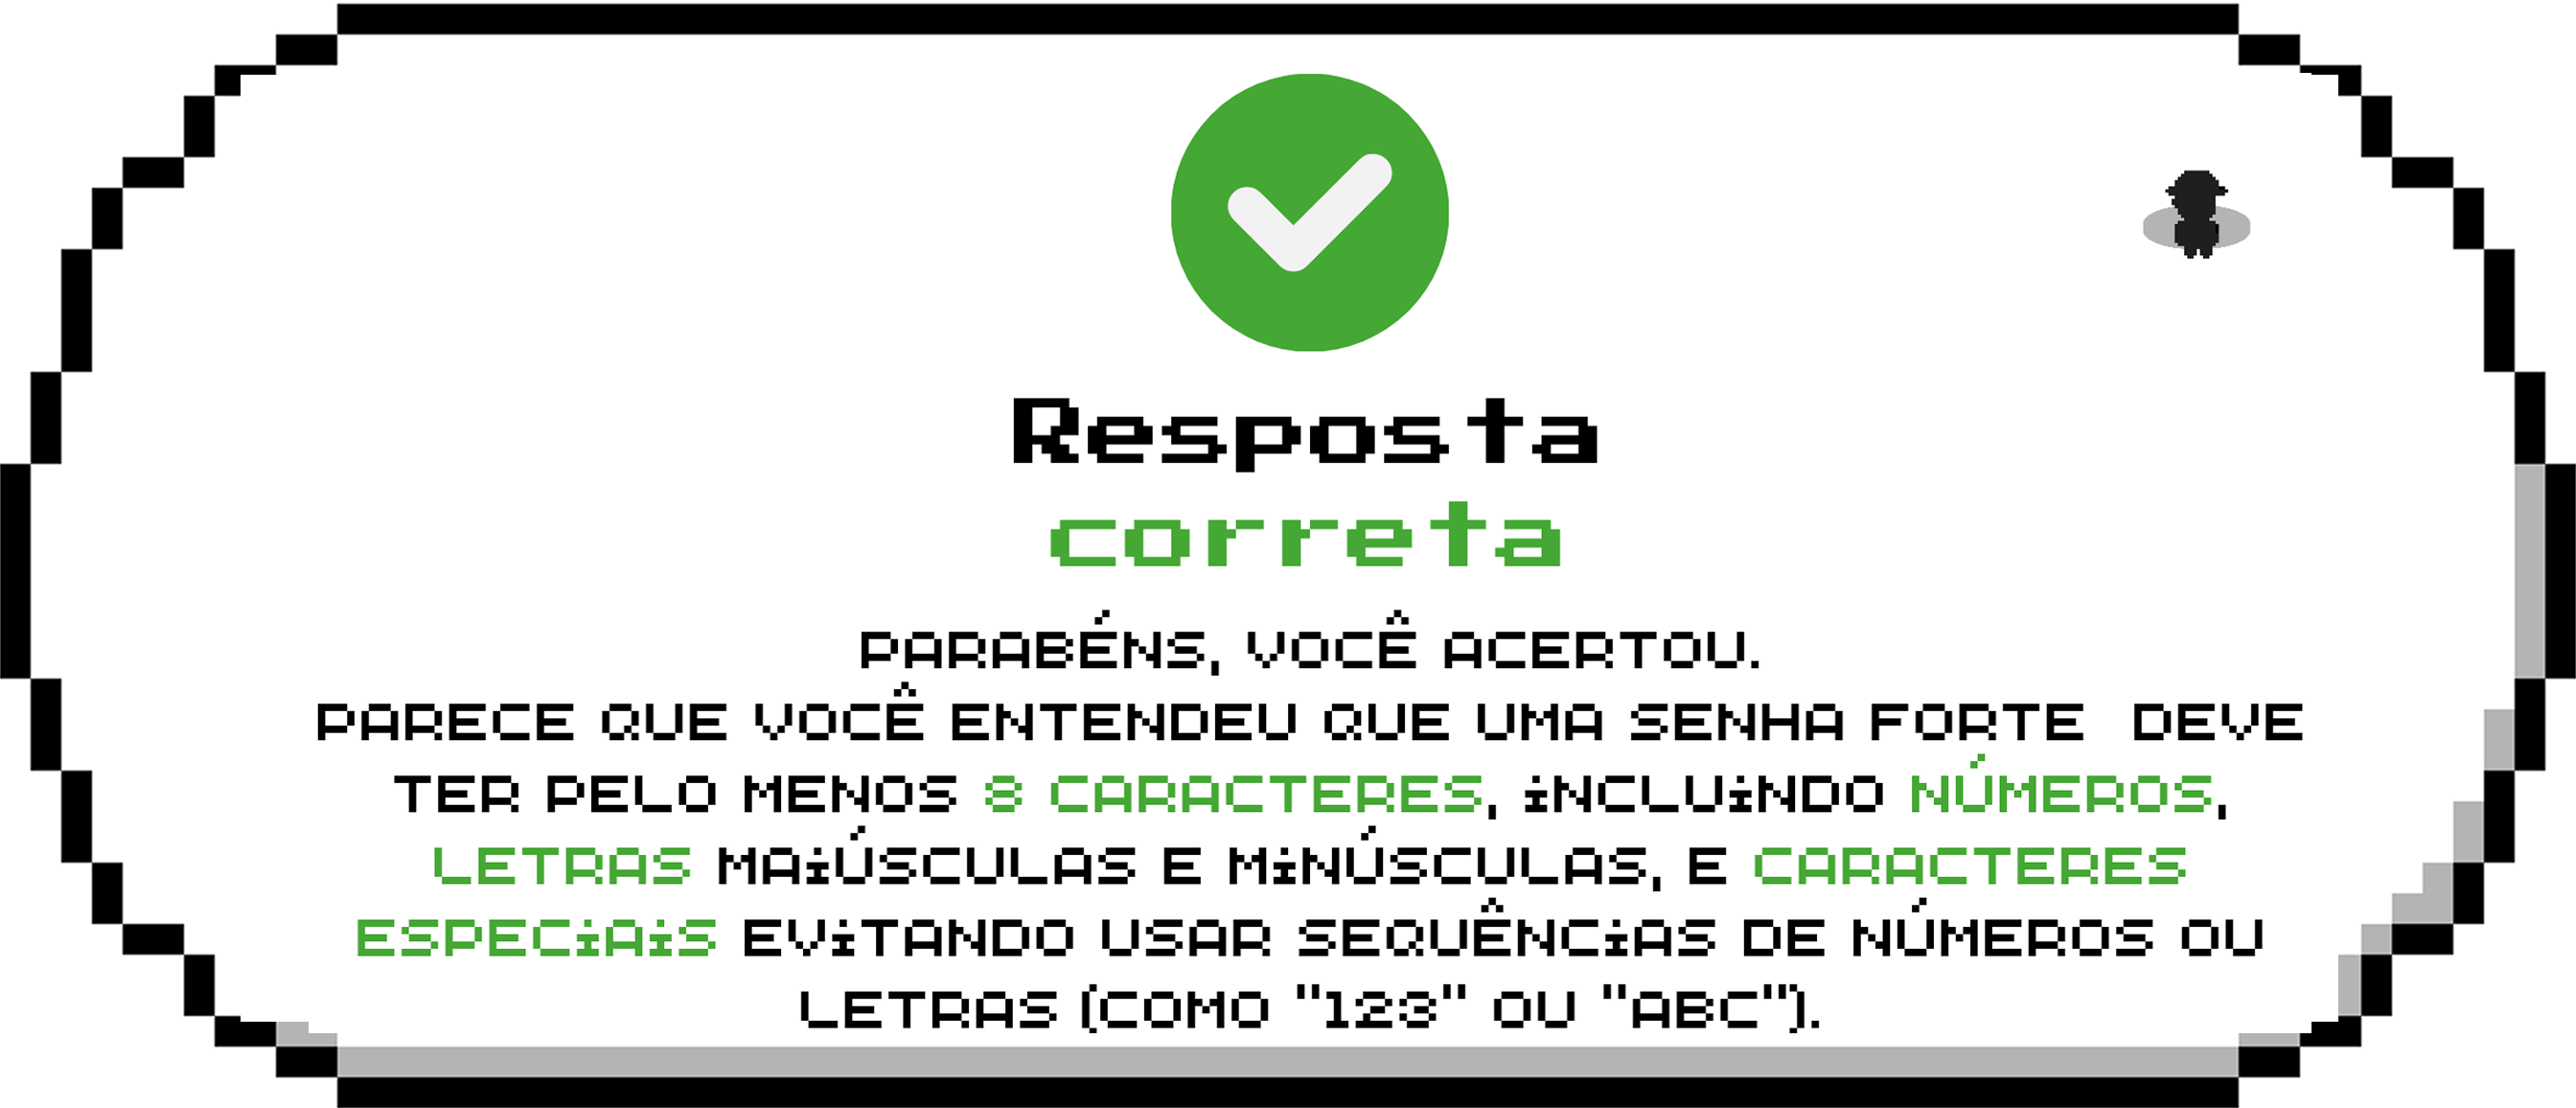 Resposta
correta
PARABÉNS, VOCÊ ACERTOU.
PARECE QUE VOCÊ ENTENDEU QUE UMA SENHA FORTE DEVE
TER PELO MENOS 8 CARACTERES, iNCLUiNDO NÚMEROS,
LETRAS MAiÚSCULAS E MiNÚSCULAS, E CARACTERES
ESPECiAiS EViTANDO USAR SEQUÊNCiAS DE NÚMEROS OU
LETRAS (COMO "123" OU "ABC").